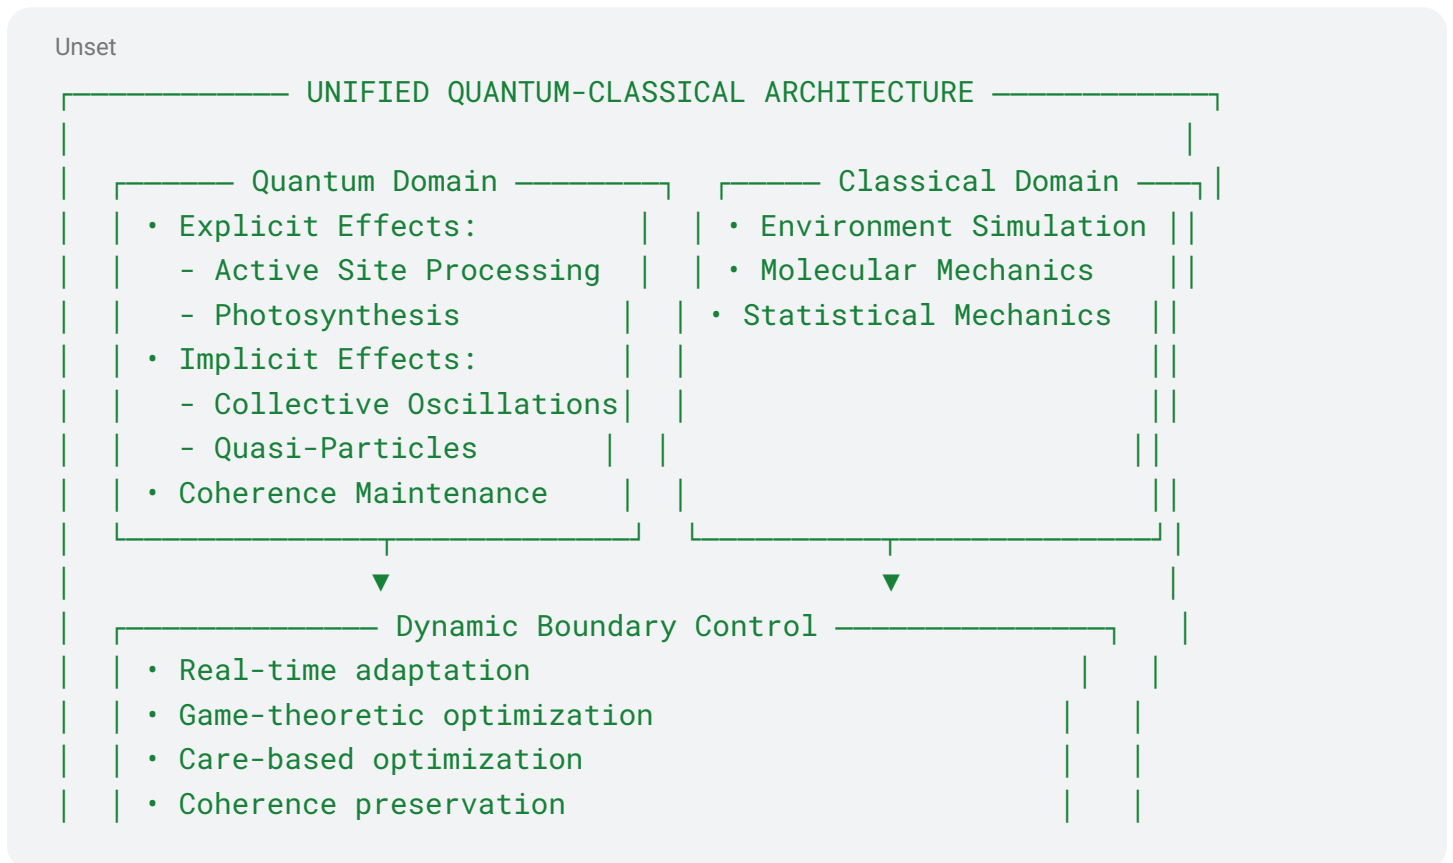 Unset
┌──────────── UNIFIED QUANTUM-CLASSICAL ARCHITECTURE ────────────┐
│                                                               │
│  ┌────── Quantum Domain ────────┐  ┌───── Classical Domain ───┐│
│  │ • Explicit Effects:         │  │ • Environment Simulation ││
│  │   - Active Site Processing  │  │ • Molecular Mechanics    ││
│  │   - Photosynthesis         │  │ • Statistical Mechanics  ││
│  │ • Implicit Effects:        │  │                          ││
│  │   - Collective Oscillations│  │                          ││
│  │   - Quasi-Particles       │  │                          ││
│  │ • Coherence Maintenance    │  │                          ││
│  └───────────────┬─────────────┘  └──────────┬──────────────┘│
│                 ▼                            ▼               │
│  ┌────────────── Dynamic Boundary Control ───────────────┐   │
│  │ • Real-time adaptation                               │   │
│  │ • Game-theoretic optimization                       │   │
│  │ • Care-based optimization                           │   │
│  │ • Coherence preservation                            │   │